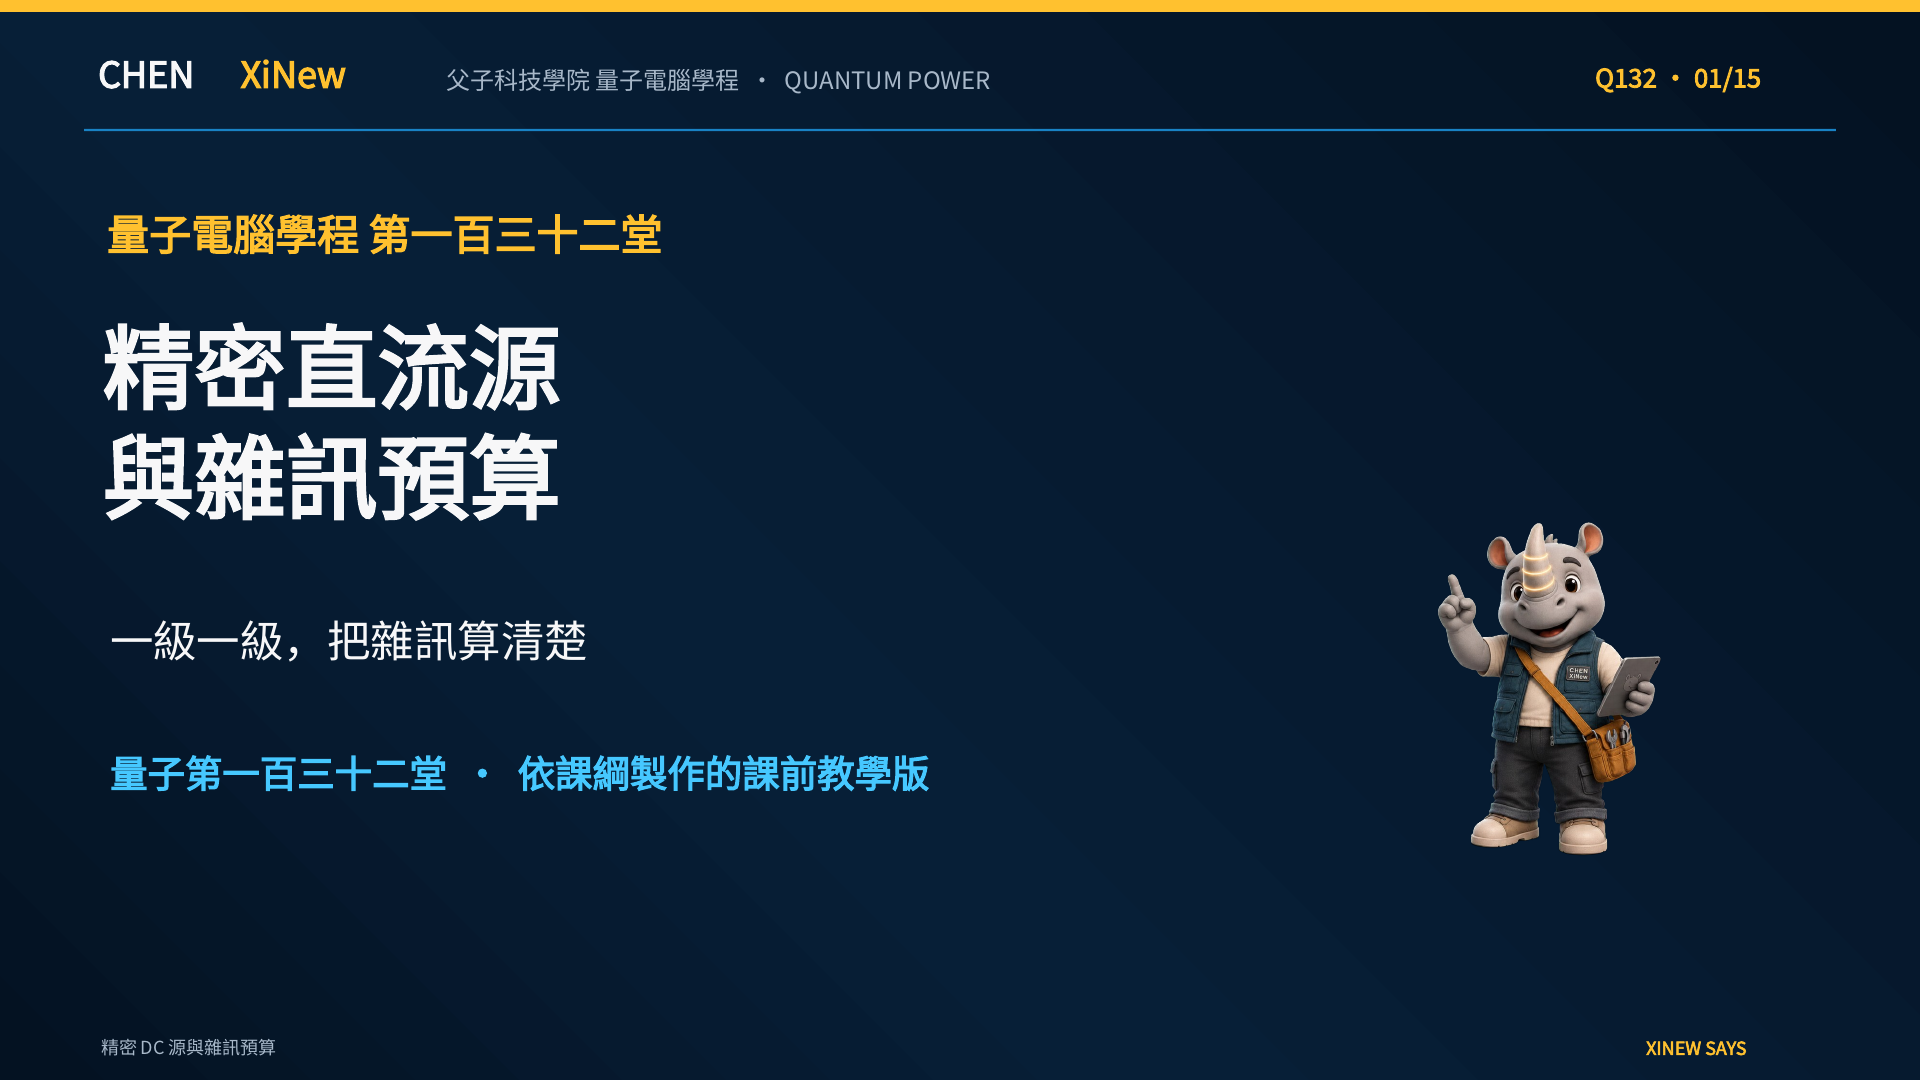 CHEN XiNew 父子科技學院 量子電腦學程 • QUANTUM POWER Q132 • 01/15
量子電腦學程 第一百三十二堂
精密直流源
與雜訊預算
一級一級，把雜訊算清楚
量子第一百三十二堂 • 依課綱製作的課前教學版
CHEN
XiNew
精密 DC 源與雜訊預算
XINEW SAYS